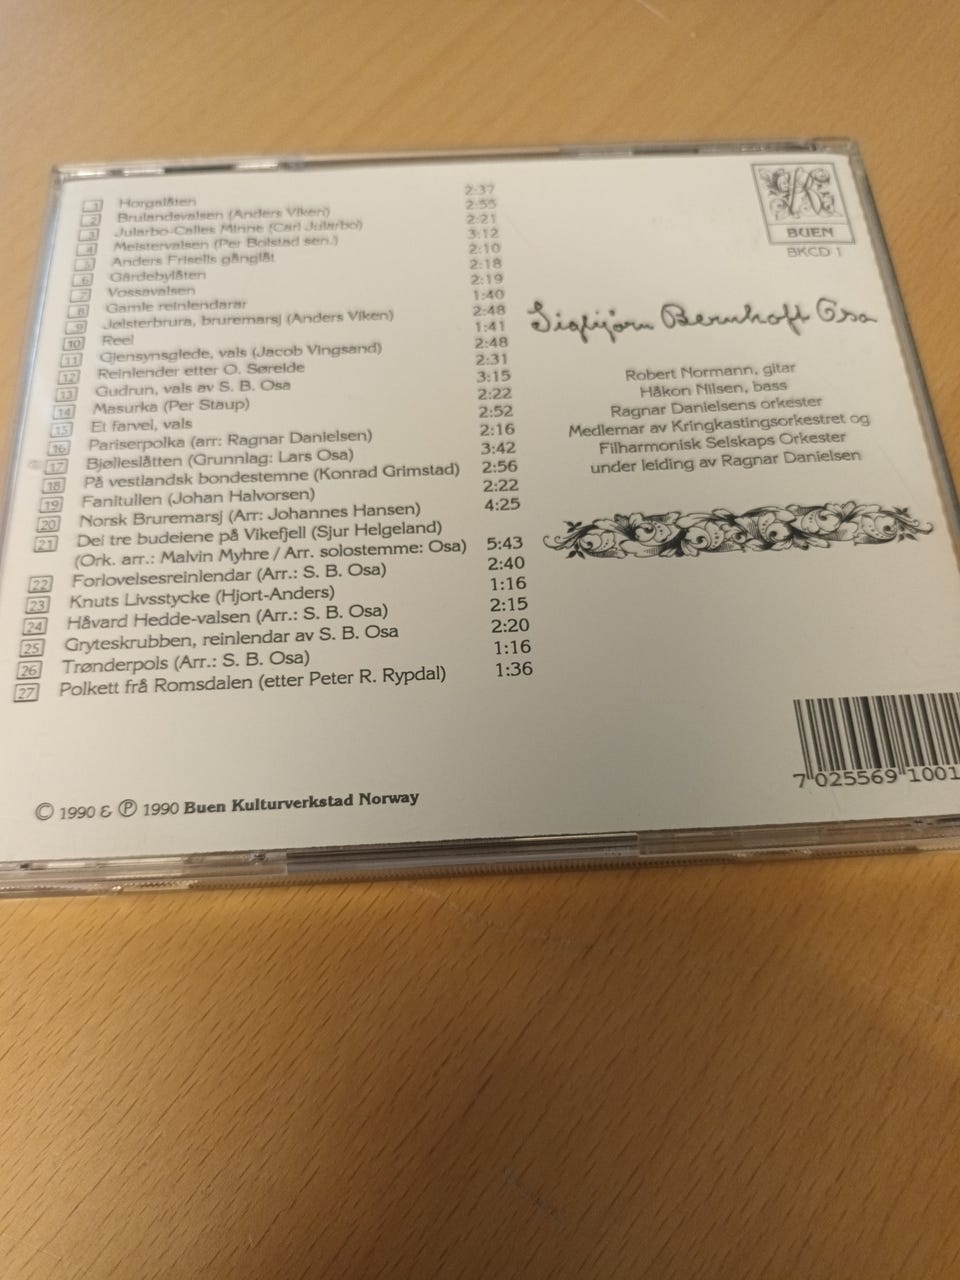 1 Horgalåten 2:37
2 Brulandsvalsen (Anders Viken) 2:55
3 Jularbo-Calles Minne (Carl Jularbo) 2:21
4 Meistervalsen (Per Bolstad sen.) 3:12
5 Anders Frisells gånglåt 2:10
6 Gärdebylåten 2:18
7 Vossavalsen 2:19
8 Gamle reinlendarar 1:40
9 Jølsterbrura, bruremarsj (Anders Viken) 2:48
10 Reel 1:41
11 Gjensynsglede, vals (Jacob Vingsand) 2:48
12 Reinlender etter O. Sørelde 2:31
13 Gudrun, vals av S. B. Osa 3:15
14 Masurka (Per Staup) 2:22
15 Et farvel, vals 2:52
16 Pariserpolka (arr: Ragnar Danielsen) 2:16
17 Bjølleslåtten (Grunnlag: Lars Osa) 3:42
18 På vestlandsk bondestemne (Konrad Grimstad) 2:56
19 Fanitullen (Johan Halvorsen) 2:22
20 Norsk Bruremarsj (Arr: Johannes Hansen) 4:25
21 Dei tre budeiene på Vikefjell (Sjur Helgeland)
(Ork. arr.: Malvin Myhre / Arr. solostemme: Osa) 5:43
22 Forlovelsesreinlendar (Arr.: S. B. Osa) 2:40
23 Knuts Livsstycke (Hjort-Anders) 1:16
24 Håvard Hedde-valsen (Arr.: S. B. Osa) 2:15
25 Gryteskrubben, reinlendar av S. B. Osa 2:20
26 Trønderpols (Arr.: S. B. Osa) 1:16
27 Polkett frå Romsdalen (etter Peter R. Rypdal) 1:36
© 1990 & ℗ 1990 Buen Kulturverkstad Norway
BUEN
BKCD 1
Sigbjørn Bernhoft Osa
Robert Normann, gitar
Håkon Nilsen, bass
Ragnar Danielsens orkester
Medlemar av Kringkastingsorkestret og
Filharmonisk Selskaps Orkester
under leiding av Ragnar Danielsen
7 025569 1001